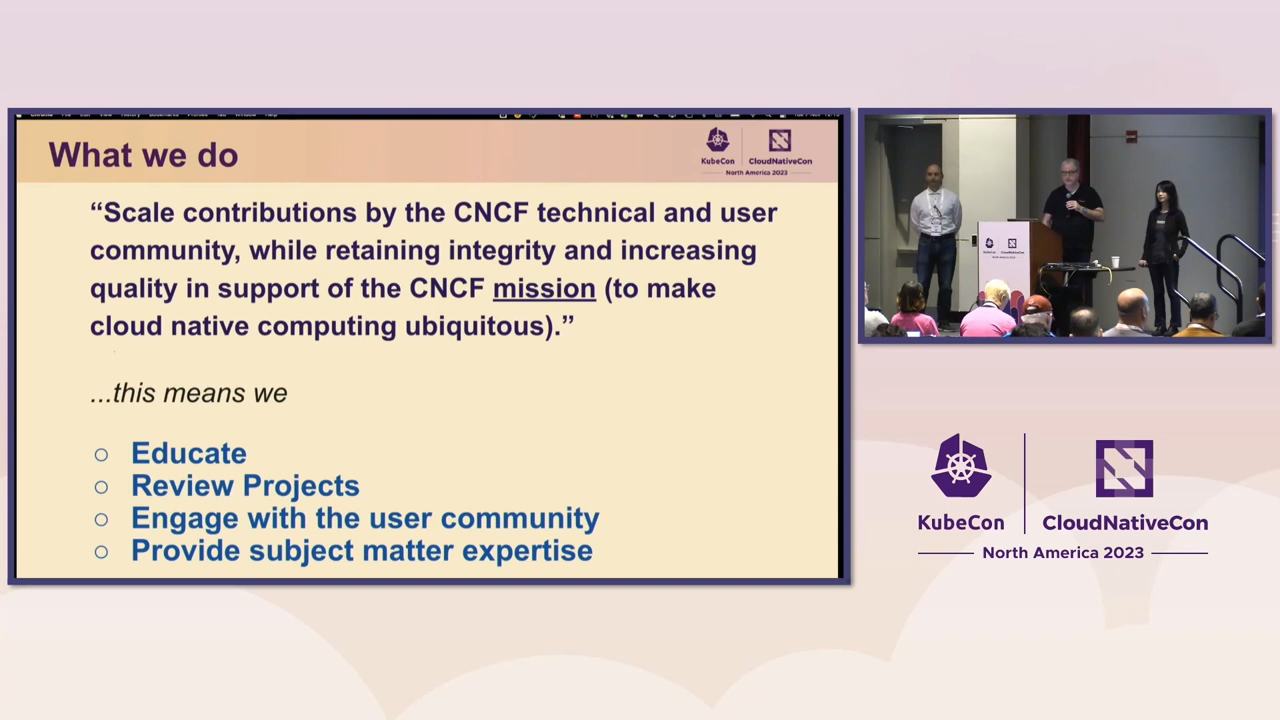 What we do
KubeCon
CloudNativeCon
North America 2023
“Scale contributions by the CNCF technical and user
community, while retaining integrity and increasing
quality in support of the CNCF mission (to make
cloud native computing ubiquitous).”
...this means we
Educate
Review Projects
Engage with the user community
Provide subject matter expertise
KubeCon
CloudNativeCon
North America 2023